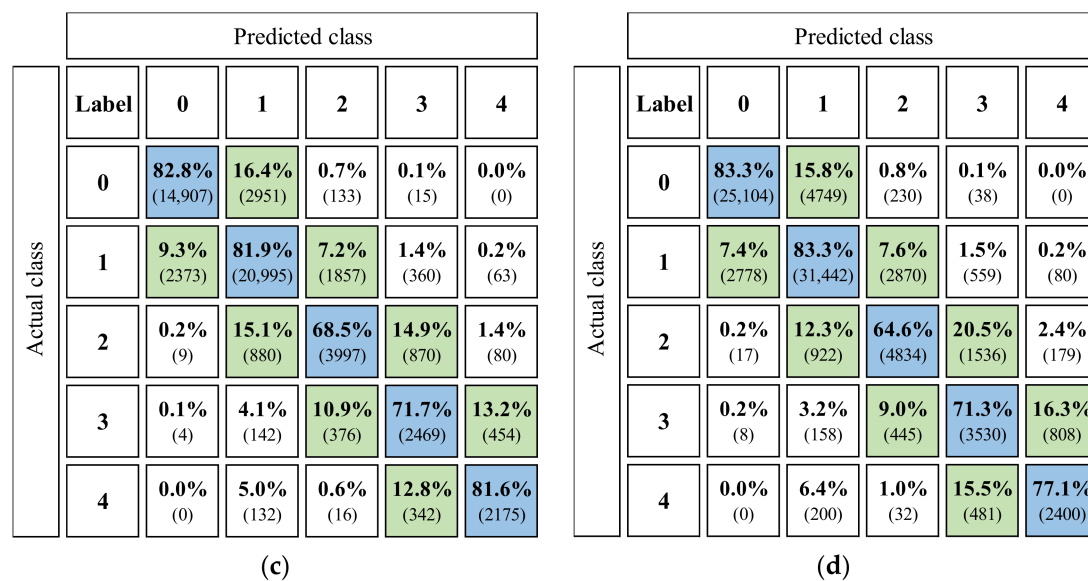 Predicted class
Actual class
Label 0 1 2 3 4
0 82.8% 16.4% 0.7% 0.1% 0.0%
(14,907) (2951) (133) (15) (0)
1 9.3% 81.9% 7.2% 1.4% 0.2%
(2373) (20,995) (1857) (360) (63)
2 0.2% 15.1% 68.5% 14.9% 1.4%
(9) (880) (3997) (870) (80)
3 0.1% 4.1% 10.9% 71.7% 13.2%
(4) (142) (376) (2469) (454)
4 0.0% 5.0% 0.6% 12.8% 81.6%
(0) (132) (16) (342) (2175)
(c)
Predicted class
Actual class
Label 0 1 2 3 4
0 83.3% 15.8% 0.8% 0.1% 0.0%
(25,104) (4749) (230) (38) (0)
1 7.4% 83.3% 7.6% 1.5% 0.2%
(2778) (31,442) (2870) (559) (80)
2 0.2% 12.3% 64.6% 20.5% 2.4%
(17) (922) (4834) (1536) (179)
3 0.2% 3.2% 9.0% 71.3% 16.3%
(8) (158) (445) (3530) (808)
4 0.0% 6.4% 1.0% 15.5% 77.1%
(0) (200) (32) (481) (2400)
(d)